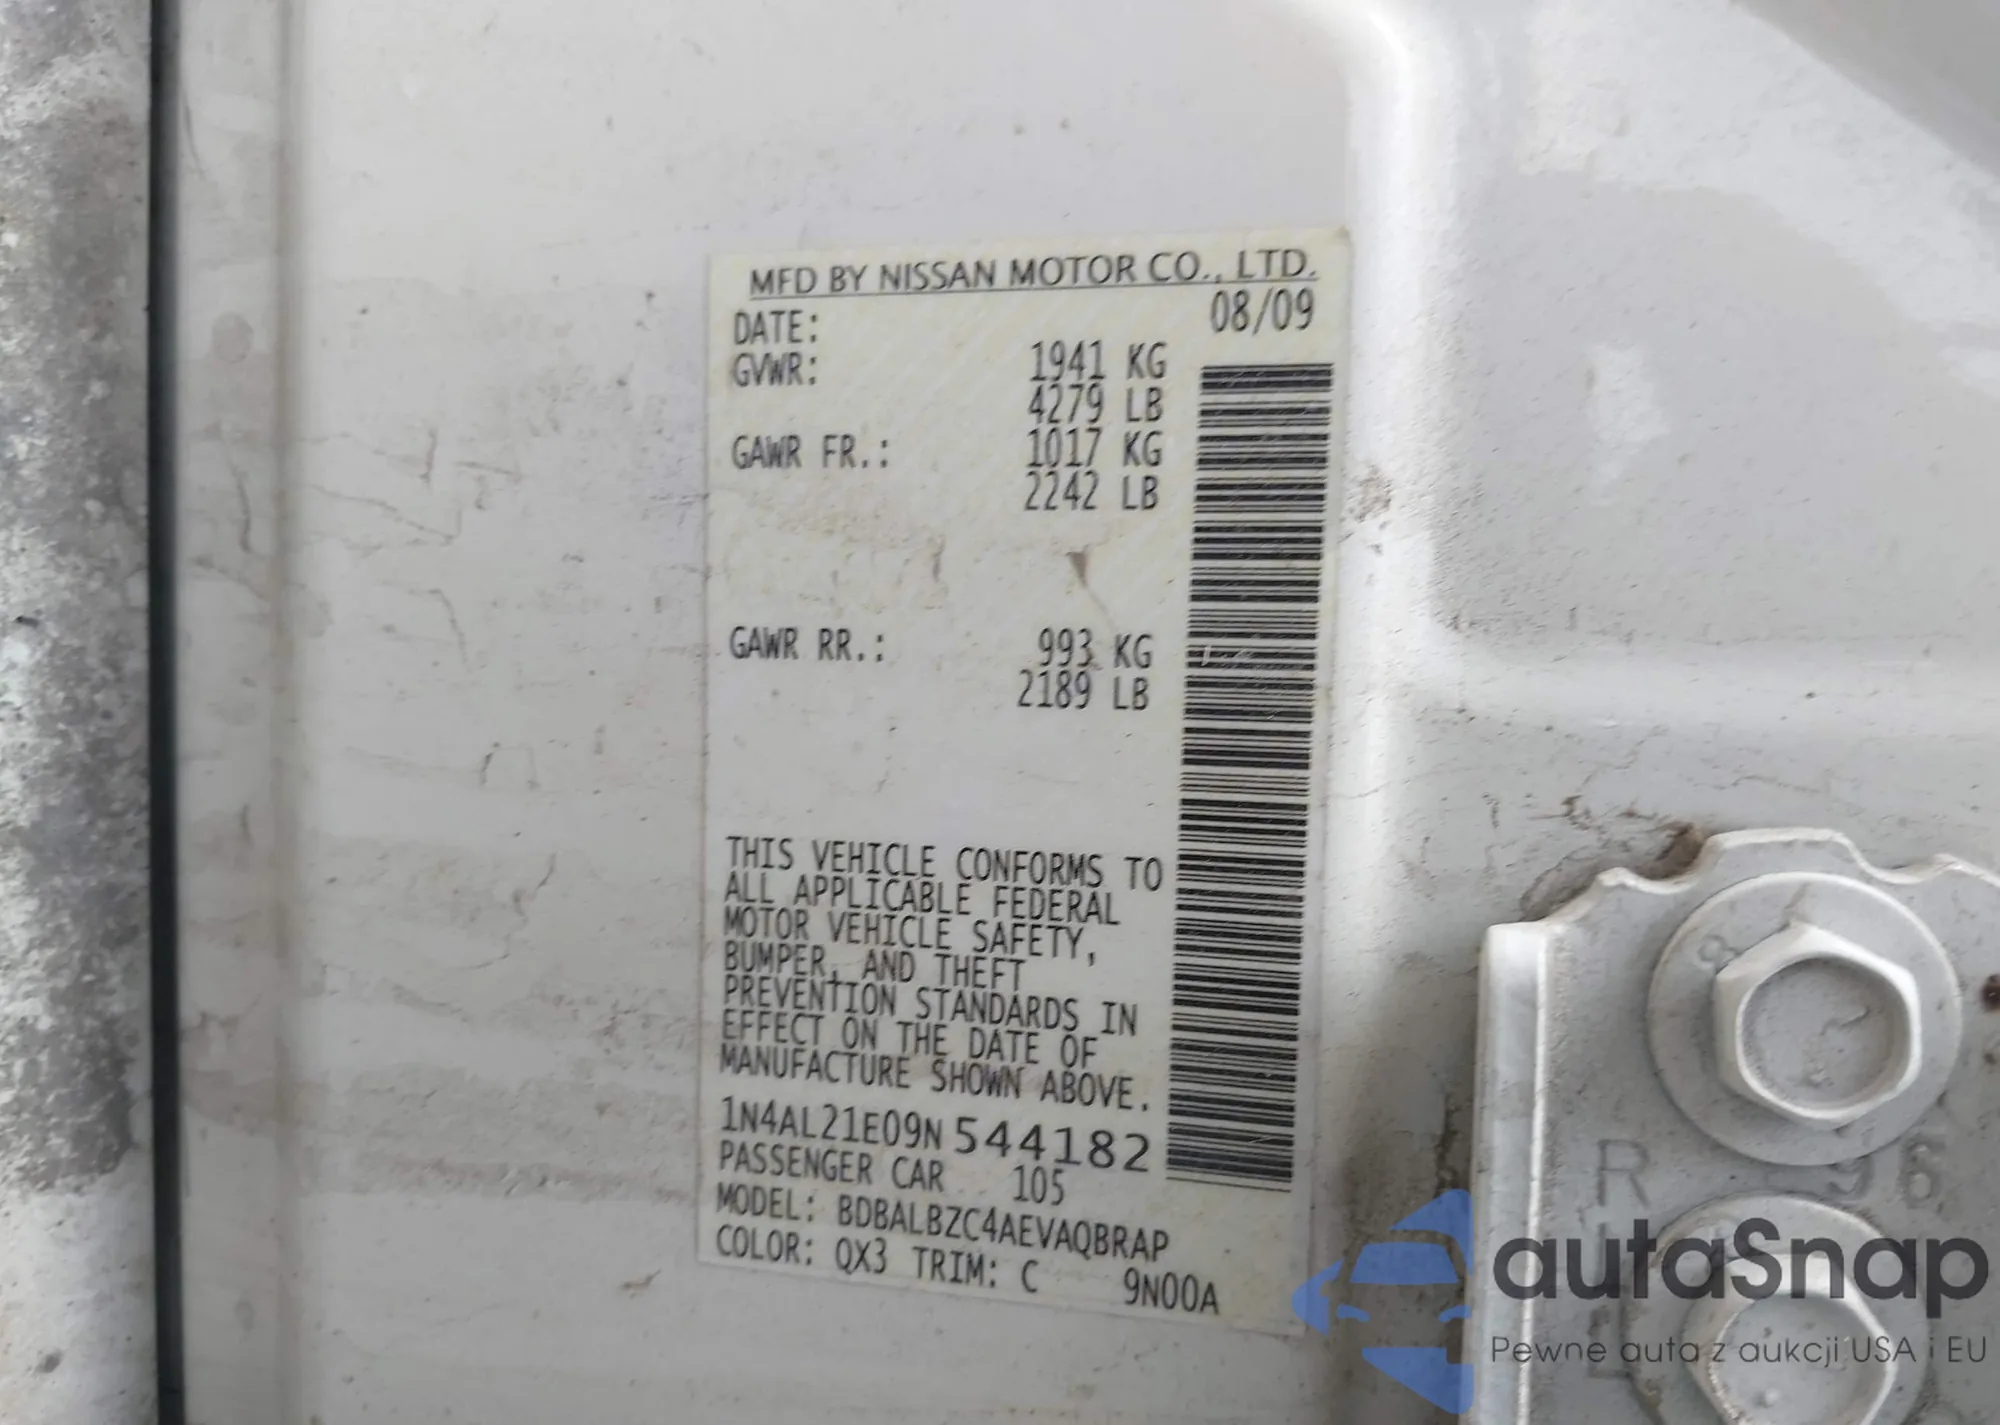 MFD BY NISSAN MOTOR CO., LTD.
DATE: 08/09
GVWR: 1941 KG
4279 LB
GAWR FR.: 1017 KG
2242 LB
GAWR RR.: 993 KG
2189 LB
THIS VEHICLE CONFORMS TO
ALL APPLICABLE FEDERAL
MOTOR VEHICLE SAFETY,
BUMPER, AND THEFT
PREVENTION STANDARDS IN
EFFECT ON THE DATE OF
MANUFACTURE SHOWN ABOVE.
1N4AL21E09N544182
PASSENGER CAR 105
MODEL: BDBALBZC4AEVAQBRAP
COLOR: QX3 TRIM: C 9N00A
R 96
autaSnap
Pewne auta z aukcji USA i EU